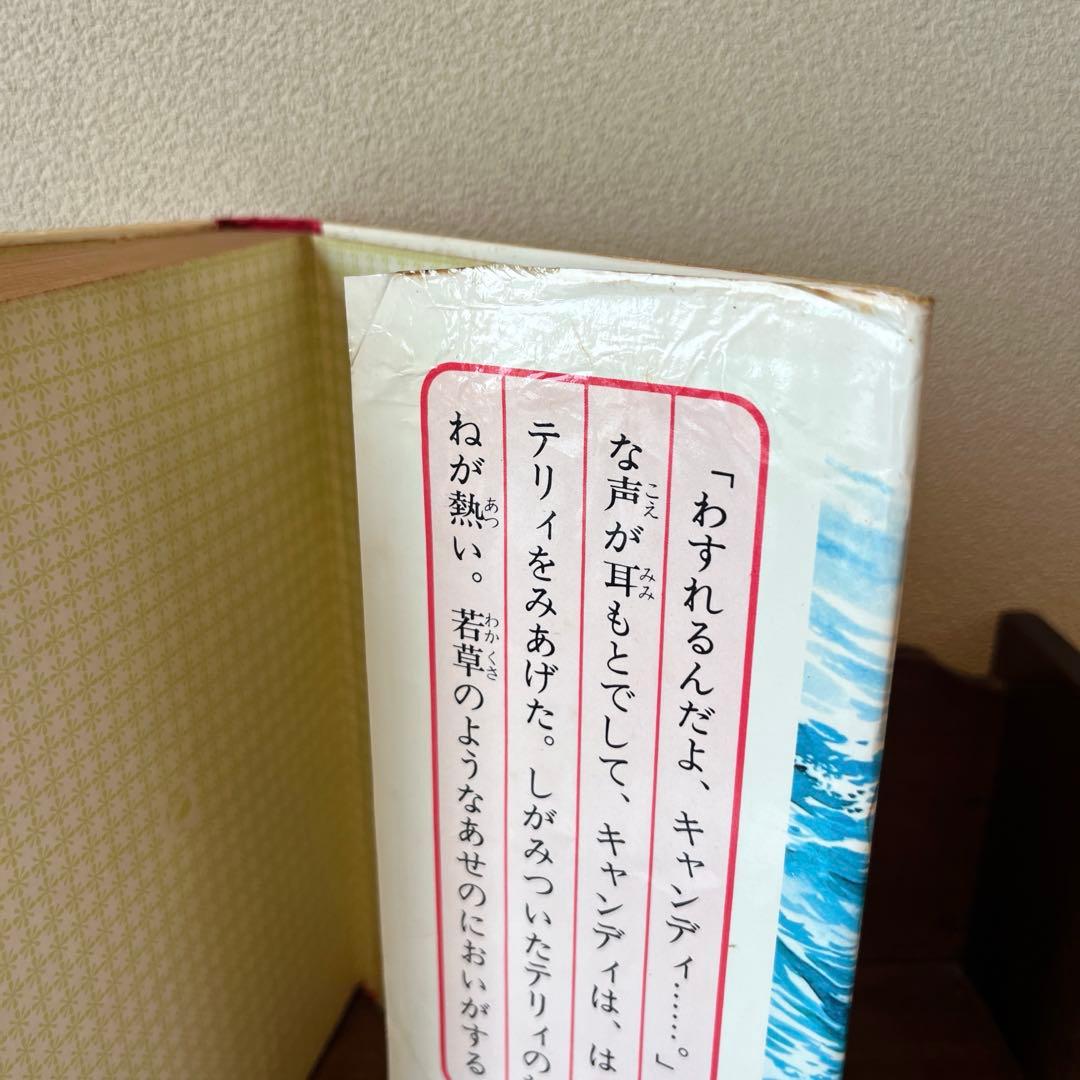 「わすれるんだよ、キャンディ……。」
な声が耳もとでして、キャンディは、は
テリィをみあげた。しがみついたテリィの
ねが熱い。若草のようなあせのにおいがする